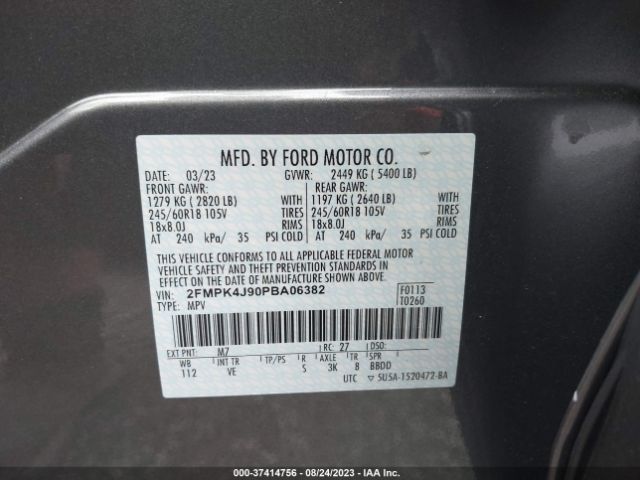 MFD. BY FORD MOTOR CO.
DATE: 03/23 GVWR: 2449 KG ( 5400 LB)
FRONT GAWR: REAR GAWR:
1279 KG ( 2820 LB) WITH 1197 KG ( 2640 LB) WITH
245/60R18 105V TIRES 245/60R18 105V TIRES
18x8.0J RIMS 18x8.0J RIMS
AT 240 kPa/ 35 PSI COLD AT 240 kPa/ 35 PSI COLD
THIS VEHICLE CONFORMS TO ALL APPLICABLE FEDERAL MOTOR
VEHICLE SAFETY AND THEFT PREVENTION STANDARDS IN
EFFECT ON THE DATE OF MANUFACTURE SHOWN ABOVE.
VIN: 2FMPK4J90PBA06382 F0113
TYPE: MPV T0260
EXT PNT: M7 RC: 27
WB INT TR TP/PS R AXLE TR SPR
112 VE S 3K 8 BBDD
UTC ▽ 5U5A-1520472-BA
000-37414756 - 08/24/2023 - IAA Inc.